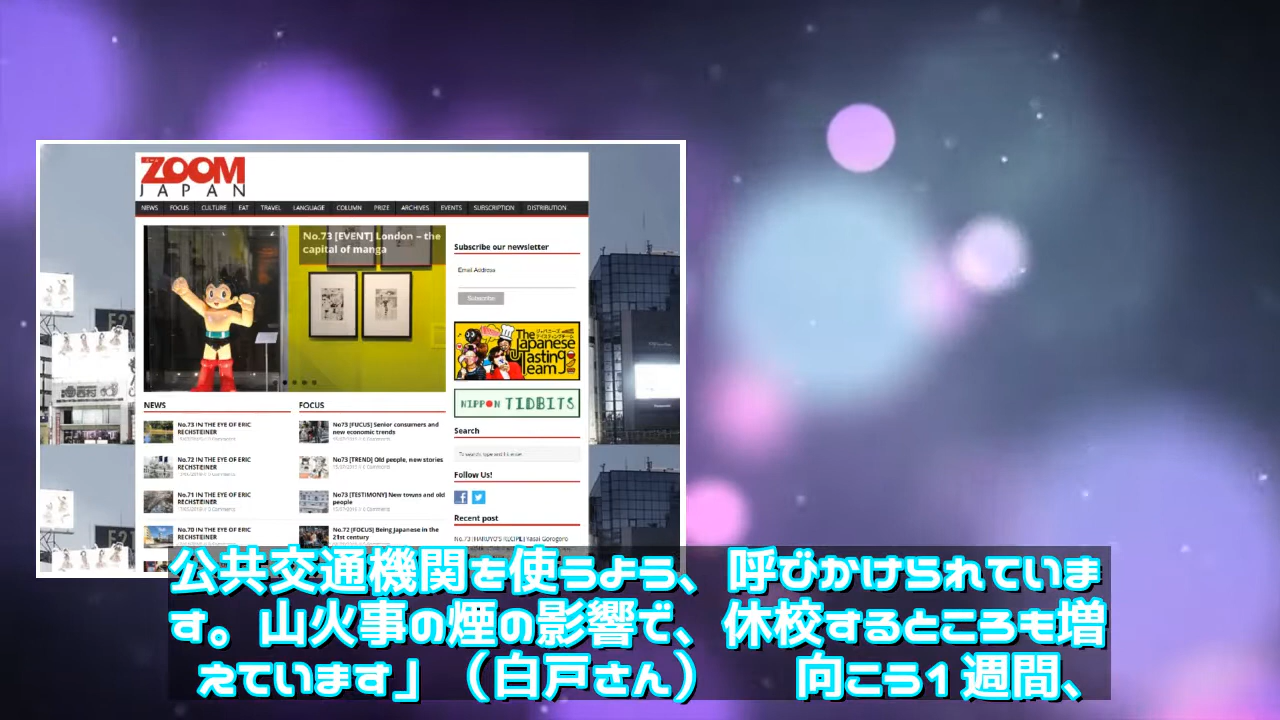 ZOOM
JAPAN
NEWS FOCUS CULTURE EAT TRAVEL LANGUAGE COLUMN PRIZE ARCHIVES EVENTS SUBSCRIPTION DISTRIBUTION
No.73 [EVENT] London – the
capital of manga
Subscribe our newsletter
Email Address
Subscribe
The
Japanese
Tasting
Team
NIPPON TIDBITS
NEWS
No.73 IN THE EYE OF ERIC
RECHSTEINER
No.72 IN THE EYE OF ERIC
RECHSTEINER
No.71 IN THE EYE OF ERIC
RECHSTEINER
No.70 IN THE EYE OF ERIC
RECHSTEINER
FOCUS
No73 [FUCUS] Senior consumers and
new economic trends
No73 [TREND] Old people, new stories
No73 [TESTIMONY] New towns and old
people
No.72 [FOCUS] Being Japanese in the
21st century
Search
Follow Us!
Recent post
No.73 [HARUYO'S RECIPE] Yasai Gorogoro
公共交通機関を使うよう、呼びかけられていま
す。山火事の煙の影響で、休校するところも増
えています」（白戸さん） 向こう1週間、